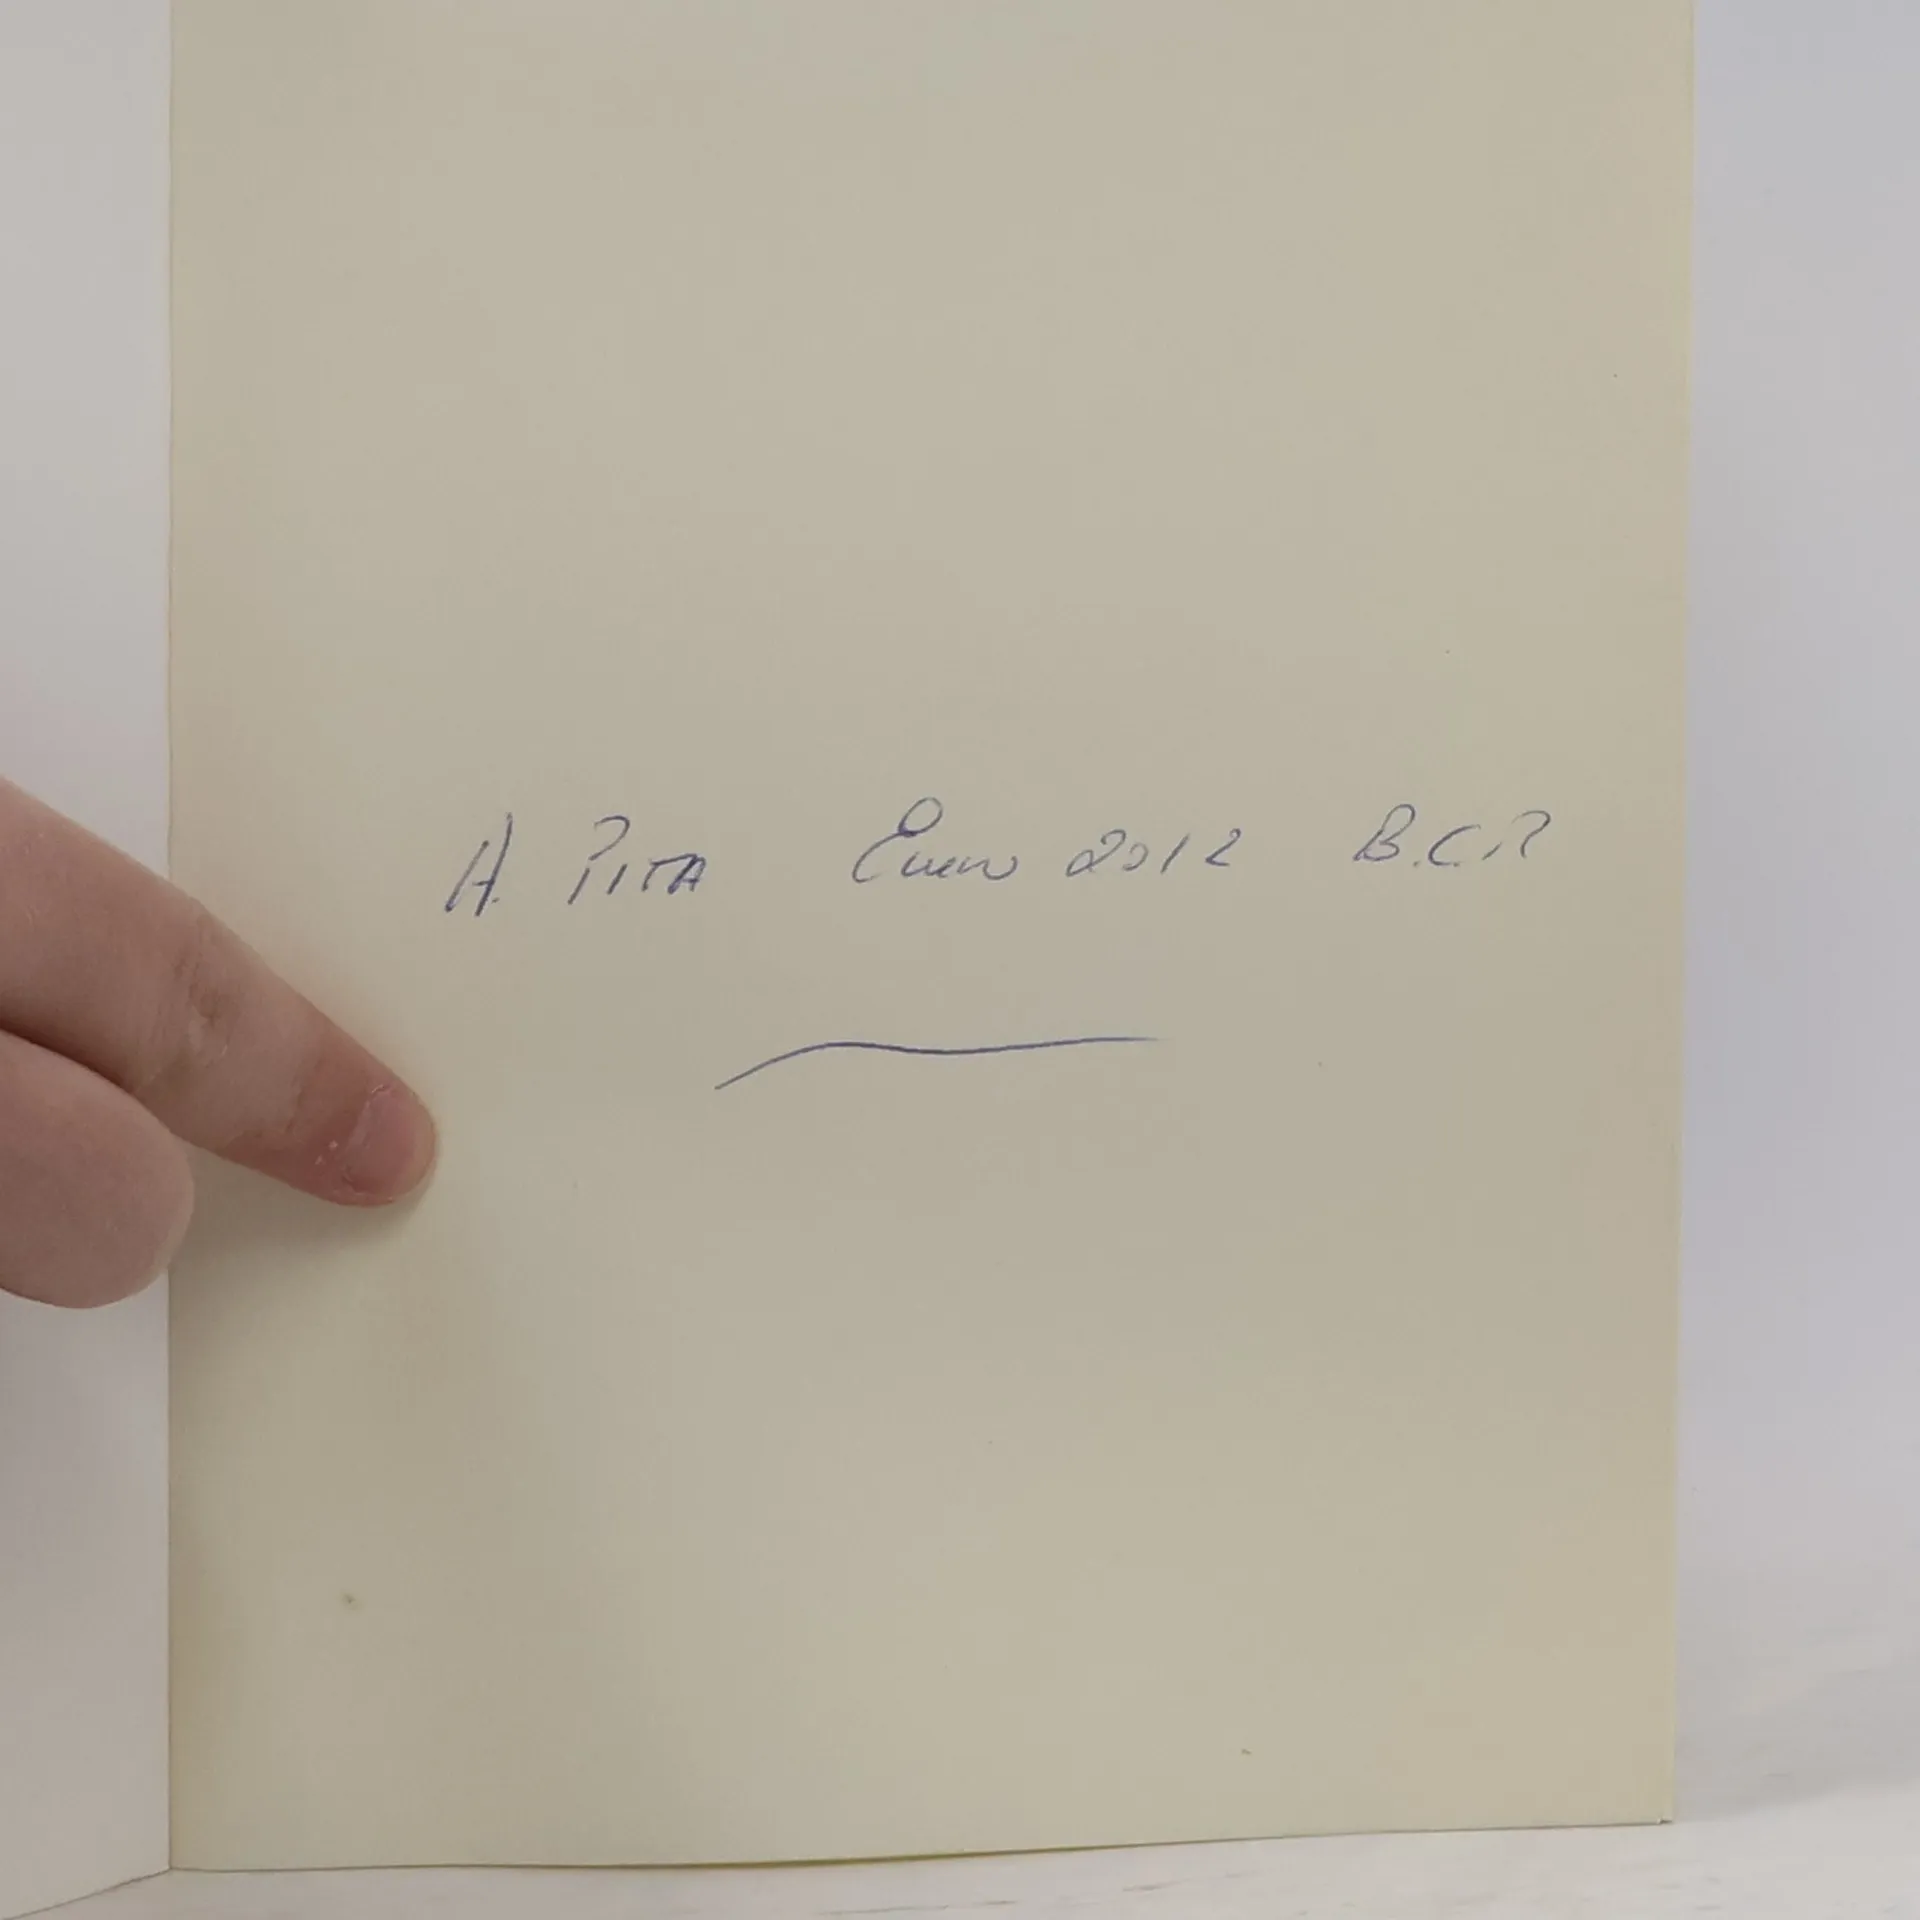 A. PITA Enero 2012 B.C.P